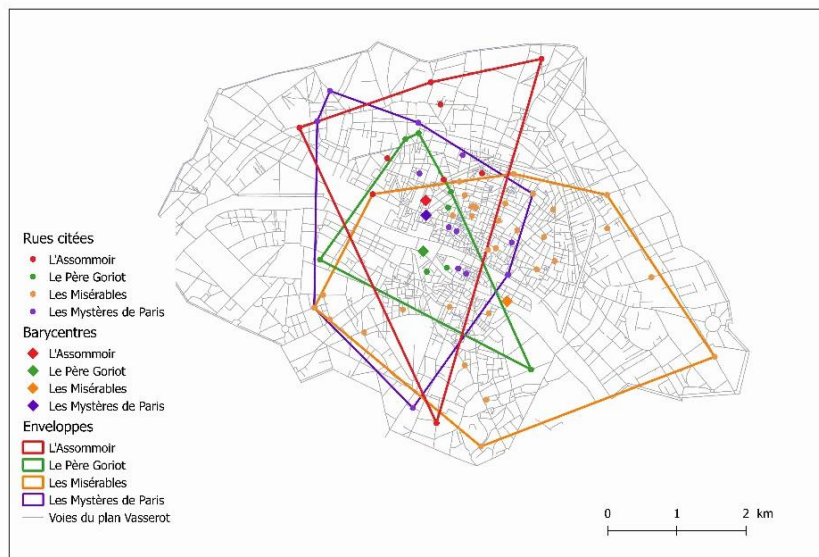 Rues citées
L'Assommoir
Le Père Goriot
Les Misérables
Les Mystères de Paris
Barycentres
L'Assommoir
Le Père Goriot
Les Misérables
Les Mystères de Paris
Enveloppes
L'Assommoir
Le Père Goriot
Les Misérables
Les Mystères de Paris
Voies du plan Vasserot
0 1 2 km